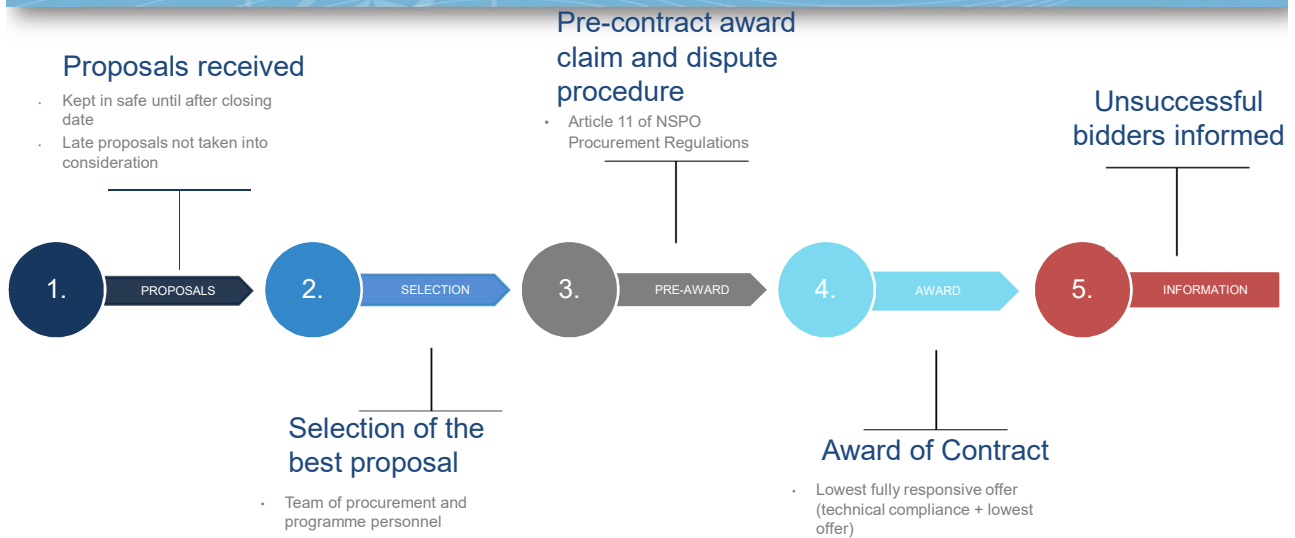 Proposals received
· Kept in safe until after closing
date
· Late proposals not taken into
consideration
Pre-contract award
claim and dispute
procedure
• Article 11 of NSPO
Procurement Regulations
Unsuccessful
bidders informed
1.
PROPOSALS
2.
SELECTION
3.
PRE-AWARD
4.
AWARD
5.
INFORMATION
Selection of the
best proposal
• Team of procurement and
programme personnel
Award of Contract
• Lowest fully responsive offer
(technical compliance + lowest
offer)